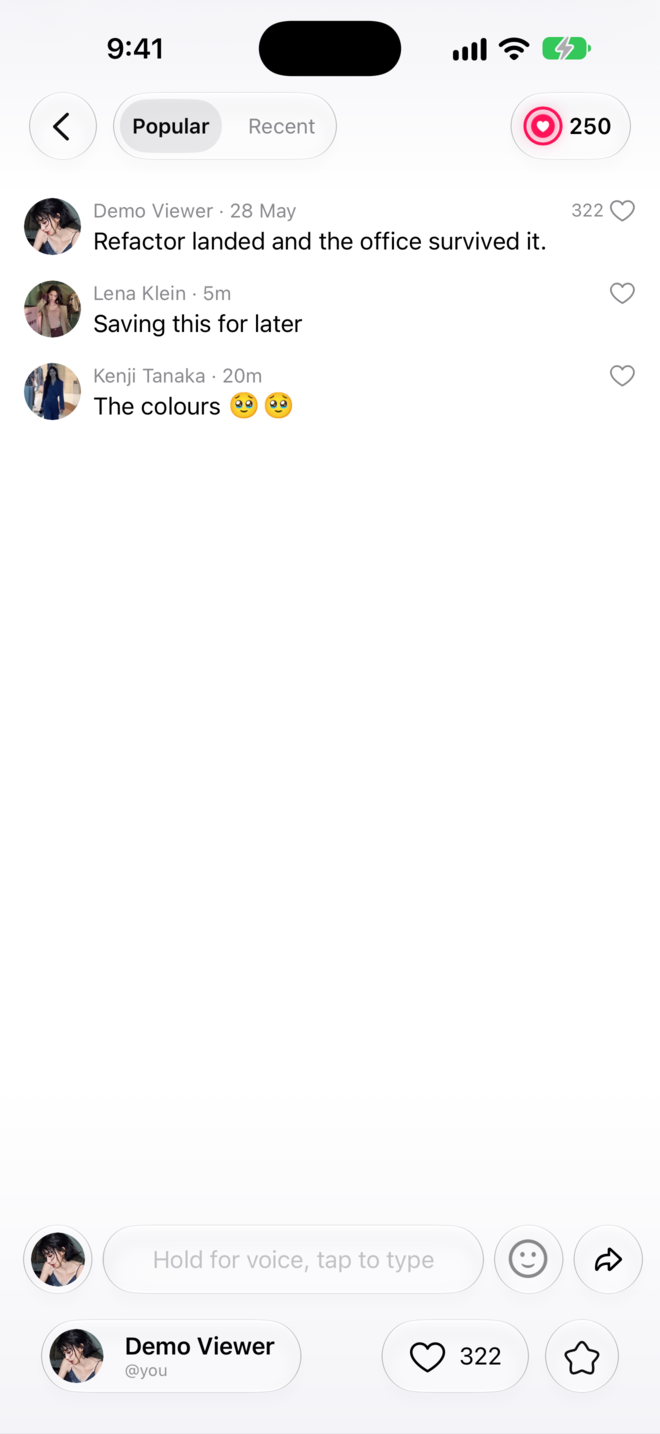 9:41
Popular
Recent
250
Demo Viewer · 28 May
322
Refactor landed and the office survived it.
Lena Klein · 5m
Saving this for later
Kenji Tanaka · 20m
The colours 🥹🥹
Hold for voice, tap to type
Demo Viewer
@you
322